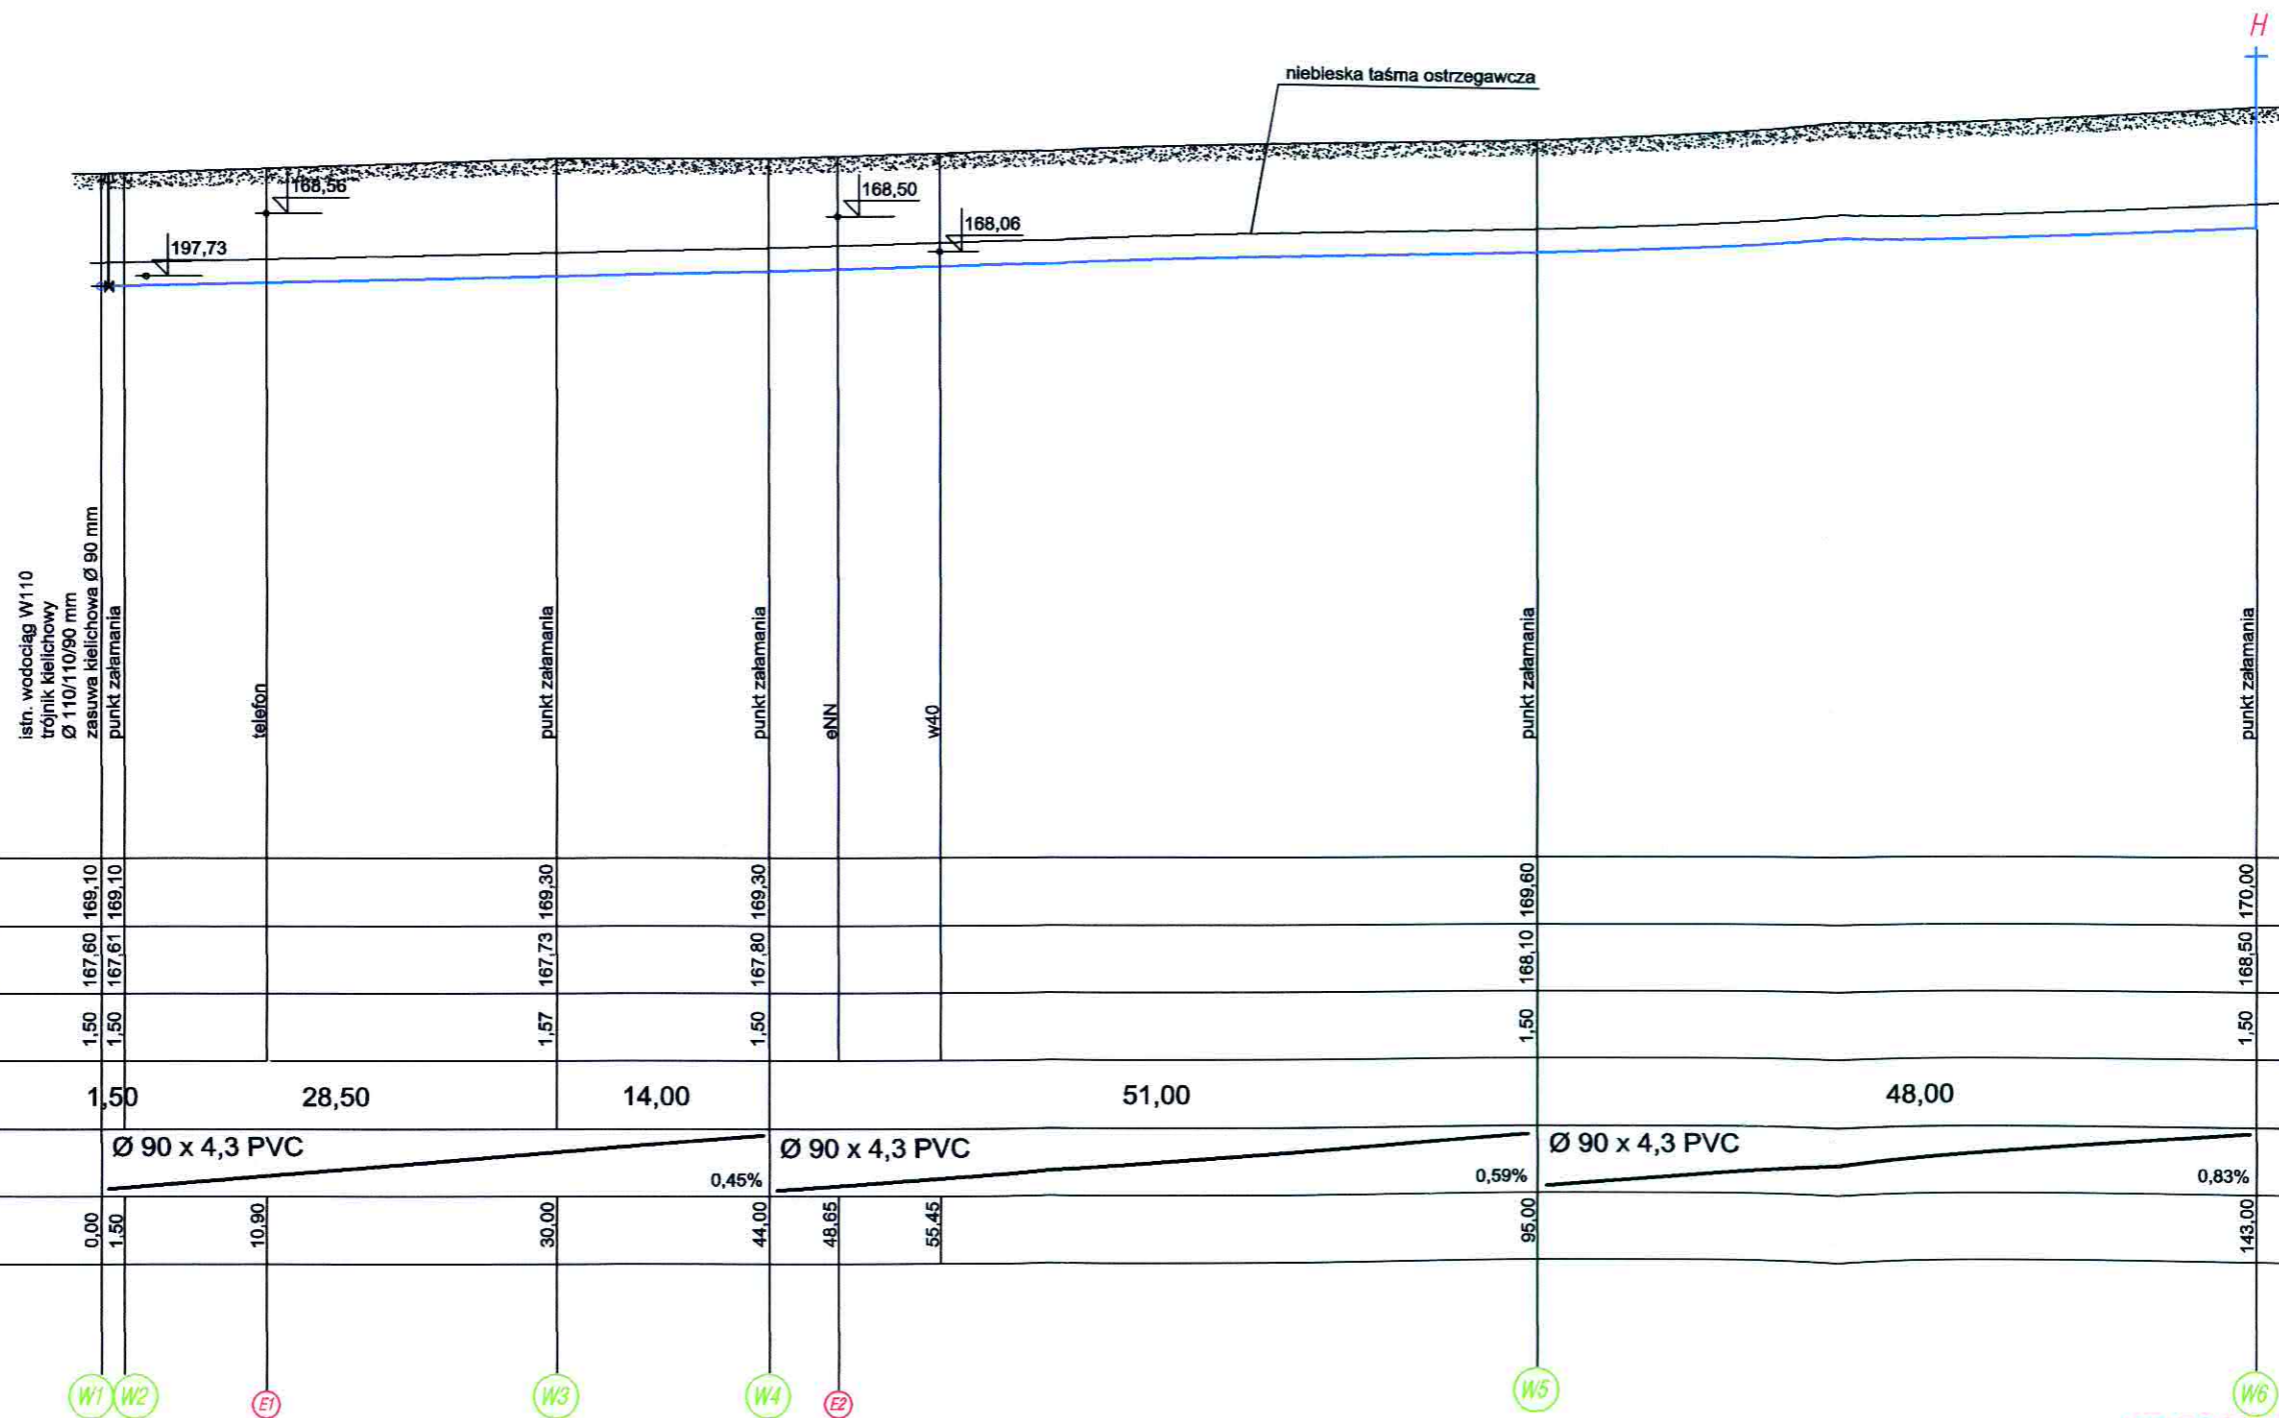 H
niebieska taśma ostrzegawcza
168,56
168,50
168,06
197,73
istn. wodociąg W110
trójnik kielichowy
Ø 110/110/90 mm
zasuwa kielichowa Ø 90 mm
punkt załamania
telefon
punkt załamania
punkt załamania
eNN
w40
punkt załamania
punkt załamania
169,10 169,10 169,30 169,30 169,60 170,00
167,60 167,61 167,73 167,80 168,10 168,50
1,50 1,50 1,57 1,50 1,50 1,50
1,50 28,50 14,00 51,00 48,00
Ø 90 x 4,3 PVC Ø 90 x 4,3 PVC Ø 90 x 4,3 PVC
0,45% 0,59% 0,83%
0,00 1,50 10,90 30,00 44,00 48,65 55,45 95,00 143,00
W1 W2 E1 W3 W4 E2 W5 W6